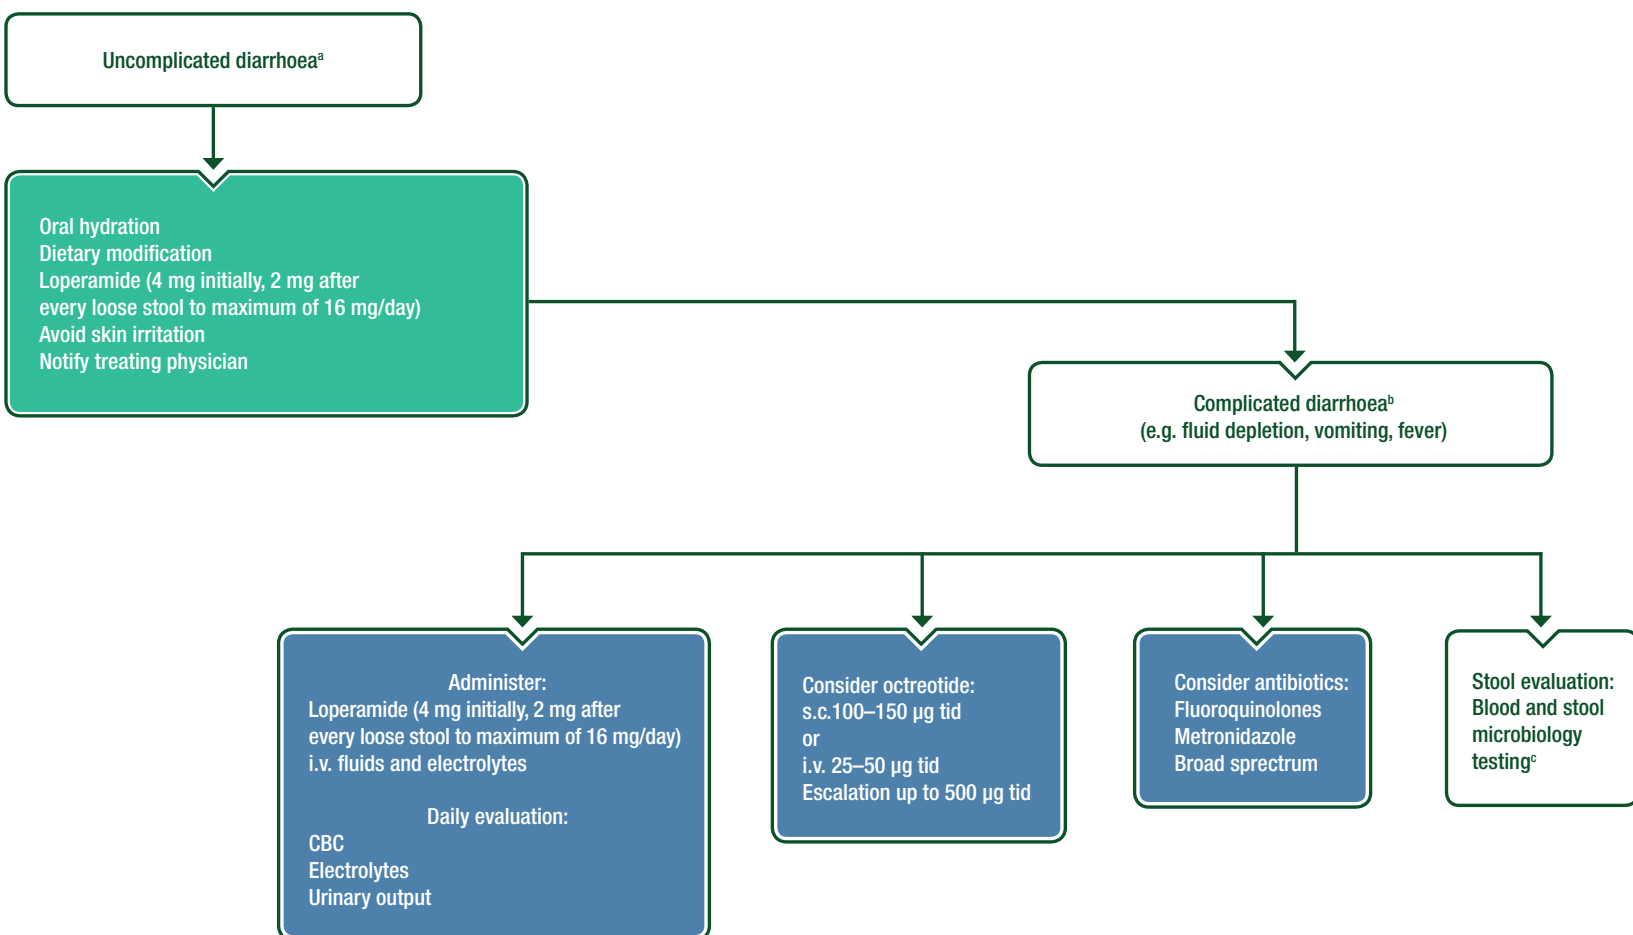 Uncomplicated diarrhoeaᵃ
Oral hydration
Dietary modification
Loperamide (4 mg initially, 2 mg after
every loose stool to maximum of 16 mg/day)
Avoid skin irritation
Notify treating physician
Complicated diarrhoeaᵇ
(e.g. fluid depletion, vomiting, fever)
Administer:
Loperamide (4 mg initially, 2 mg after
every loose stool to maximum of 16 mg/day)
i.v. fluids and electrolytes
Daily evaluation:
CBC
Electrolytes
Urinary output
Consider octreotide:
s.c.100–150 µg tid
or
i.v. 25–50 µg tid
Escalation up to 500 µg tid
Consider antibiotics:
Fluoroquinolones
Metronidazole
Broad sprectrum
Stool evaluation:
Blood and stool
microbiology
testingᶜ